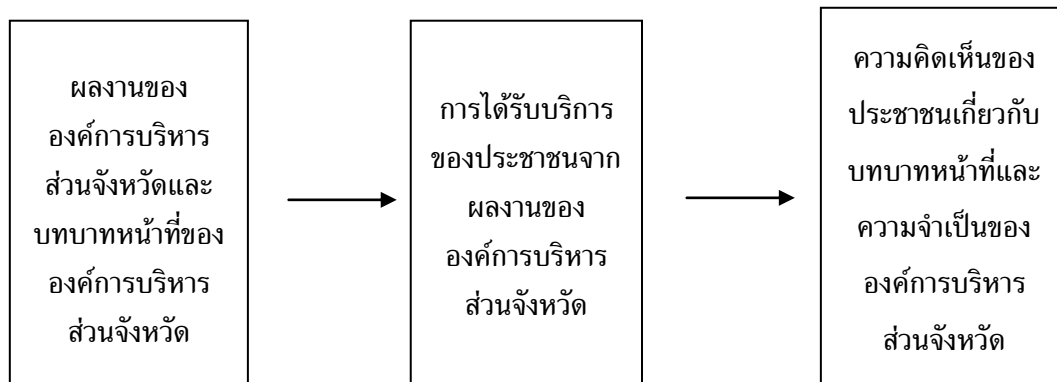 ผลงานของ
องค์การบริหาร
ส่วนจังหวัดและ
บทบาทหน้าที่ของ
องค์การบริหาร
ส่วนจังหวัด
การได้รับบริการ
ของประชาชนจาก
ผลงานของ
องค์การบริหาร
ส่วนจังหวัด
ความคิดเห็นของ
ประชาชนเกี่ยวกับ
บทบาทหน้าที่และ
ความจำเป็นของ
องค์การบริหาร
ส่วนจังหวัด